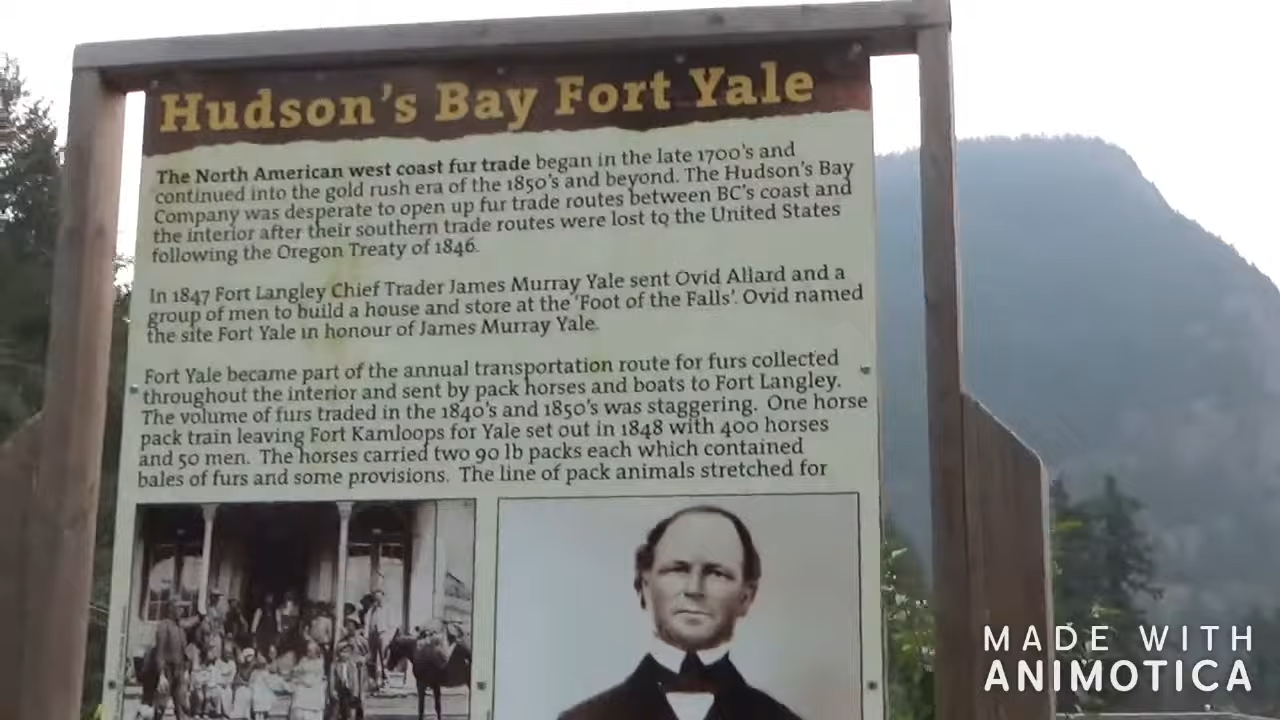 Hudson's Bay Fort Yale
The North American west coast fur trade began in the late 1700's and
continued into the gold rush era of the 1850's and beyond. The Hudson's Bay
Company was desperate to open up fur trade routes between BC's coast and
the interior after their southern trade routes were lost to the United States
following the Oregon Treaty of 1846.
In 1847 Fort Langley Chief Trader James Murray Yale sent Ovid Allard and a
group of men to build a house and store at the 'Foot of the Falls'. Ovid named
the site Fort Yale in honour of James Murray Yale.
Fort Yale became part of the annual transportation route for furs collected
throughout the interior and sent by pack horses and boats to Fort Langley.
The volume of furs traded in the 1840's and 1850's was staggering. One horse
pack train leaving Fort Kamloops for Yale set out in 1848 with 400 horses
and 50 men. The horses carried two 90 lb packs each which contained
bales of furs and some provisions. The line of pack animals stretched for
MADE WITH
ANIMOTICA